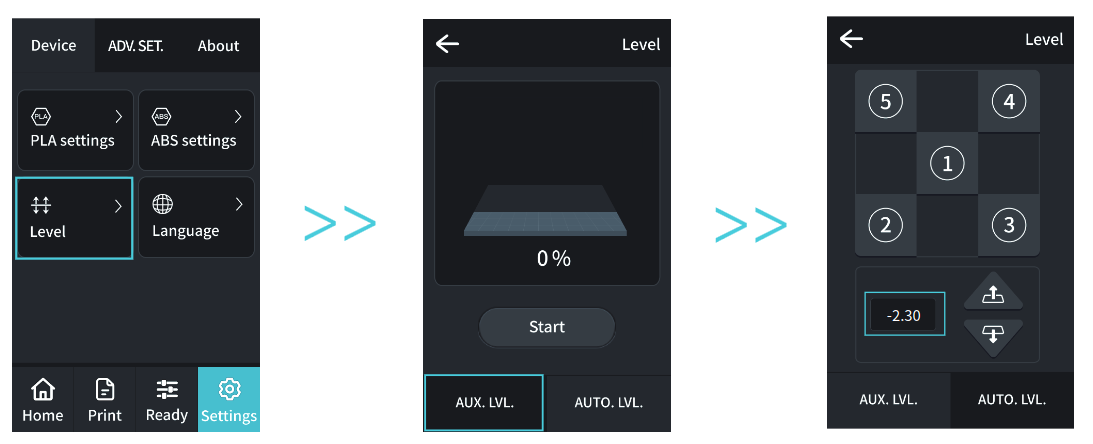 Device ADV. SET. About
PLA ABS
PLA settings ABS settings
Level Language
Home Print Ready Settings
>>
Level
0 %
Start
AUX. LVL. AUTO. LVL.
>>
Level
5 4
1
2 3
-2.30
AUX. LVL. AUTO. LVL.